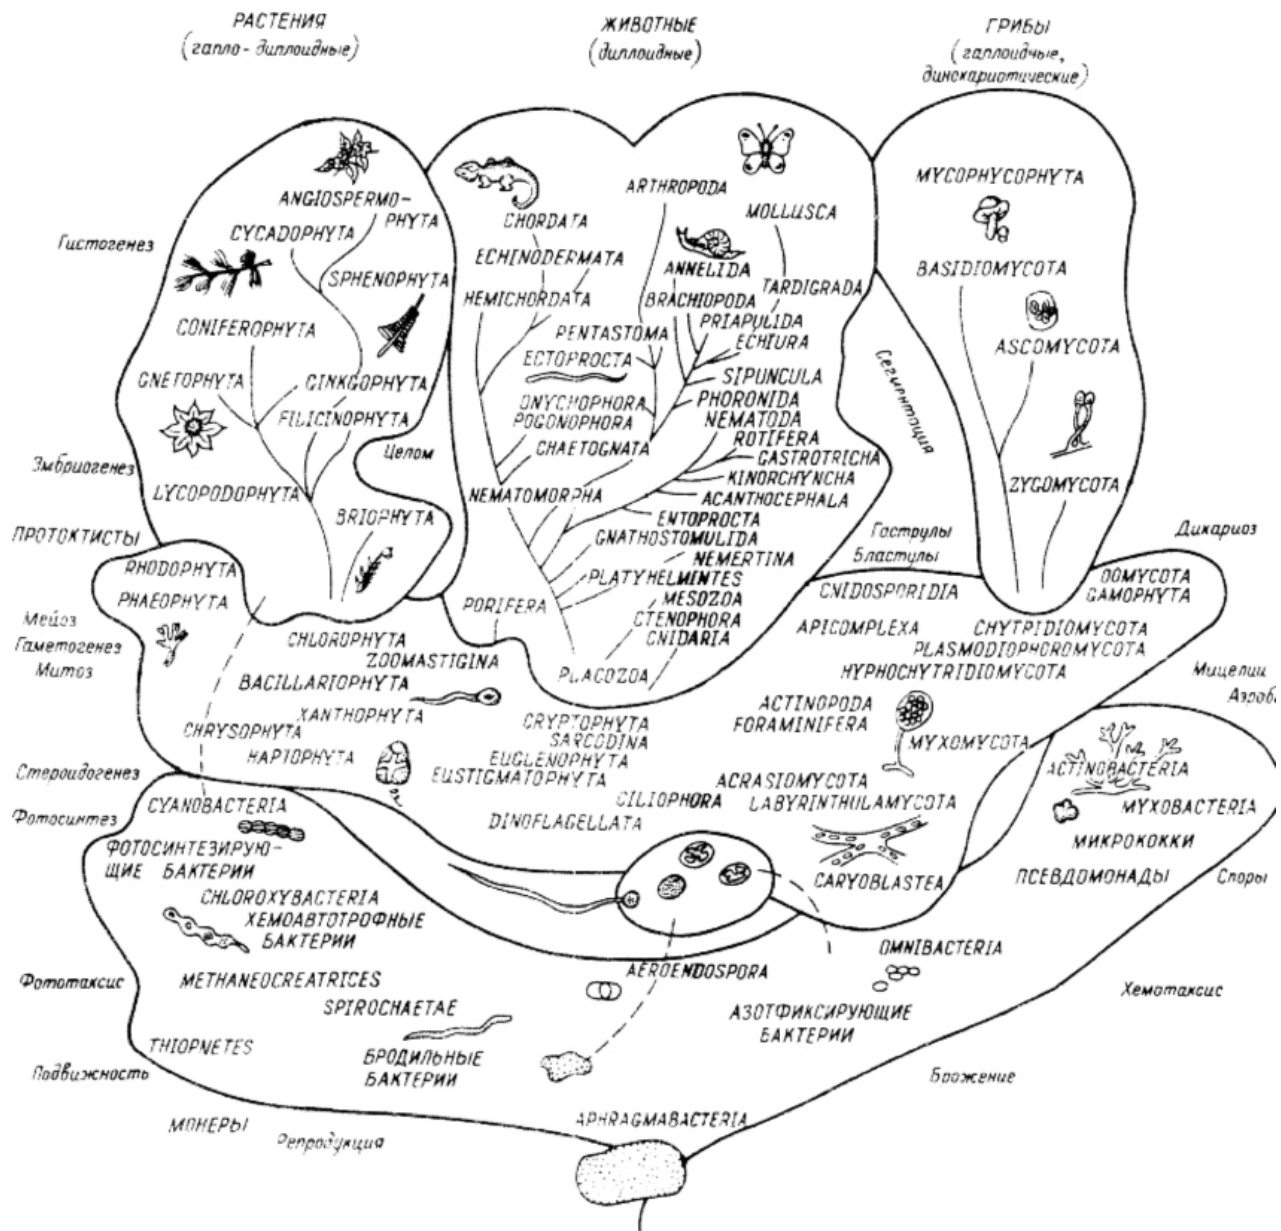 РАСТЕНИЯ
(гапло-диплоидные)
ЖИВОТНЫЕ
(диплоидные)
ГРИБЫ
(гаплоидные,
динокариотические)
Гистогенез
ANGIOSPERMO-
PHYTA
CYCADOPHYTA
SPHENOPHYTA
CONIFEROPHYTA
GNETOPHYTA
GINKGOPHYTA
FILICINOPHYTA
LYCOPODOPHYTA
BRIOPHYTA
Эмбриогенез
Целом
CHORDATA
ECHINODERMATA
HEMICHORDATA
ARTHROPODA
MOLLUSCA
ANNELIDA
TARDIGRADA
BRACHIOPODA
PRIAPULIDA
PENTASTOMA
ECHIURA
ECTOPROCTA
SIPUNCULA
ONYCHOPHORA
PHORONIDA
POGONOPHORA
NEMATODA
CHAETOGNATA
ROTIFERA
GASTROTRICHA
KINORCHYNCHA
NEMATOMORPHA
ACANTHOCEPHALA
ENTOPROCTA
GNATHOSTOMULIDA
NEMERTINA
PLATYHELMINTES
MESOZOA
PORIFERA
CTENOPHORA
CNIDARIA
PLACOZOA
Сегментация
MYCOPHYCOPHYTA
BASIDIOMYCOTA
ASCOMYCOTA
ZYGOMYCOTA
Гаструлы
Бластулы
Дикариоз
ПРОТОКТИСТЫ
RHODOPHYTA
PHAEOPHYTA
Мейоз
Гаметогенез
Митоз
CHLOROPHYTA
ZOOMASTIGINA
BACILLARIOPHYTA
XANTHOPHYTA
CHRYSOPHYTA
HAPTOPHYTA
CRYPTOPHYTA
SARCODINA
EUGLENOPHYTA
EUSTIGMATOPHYTA
CILIOPHORA
DINOFLAGELLATA
CNIDOSPORIDIA
OOMYCOTA
GAMOPHYTA
APICOMPLEXA
CHYTRIDIOMYCOTA
PLASMODIOPHOROMYCOTA
HYPHOCHYTRIDIOMYCOTA
ACTINOPODA
FORAMINIFERA
MYXOMYCOTA
ACRASIOMYCOTA
LABYRINTHULAMYCOTA
CARYOBLASTEA
Мицелии
Аэроб
Стероидогенез
Фотосинтез
CYANOBACTERIA
ФОТОСИНТЕЗИРУЮ-
ЩИЕ БАКТЕРИИ
CHLOROXYBACTERIA
ХЕМОАВТОТРОФНЫЕ
БАКТЕРИИ
METHANEOCREATRICES
SPIROCHAETAE
THIOPNETES
БРОДИЛЬНЫЕ
БАКТЕРИИ
AEROENDOSPORA
OMNIBACTERIA
АЗОТФИКСИРУЮЩИЕ
БАКТЕРИИ
ACTINOBACTERIA
MYXOBACTERIA
МИКРОКОККИ
ПСЕВДОМОНАДЫ
Споры
Фототаксис
Хемотаксис
Подвижность
Брожение
МОНЕРЫ
Репродукция
APHRAGMABACTERIA